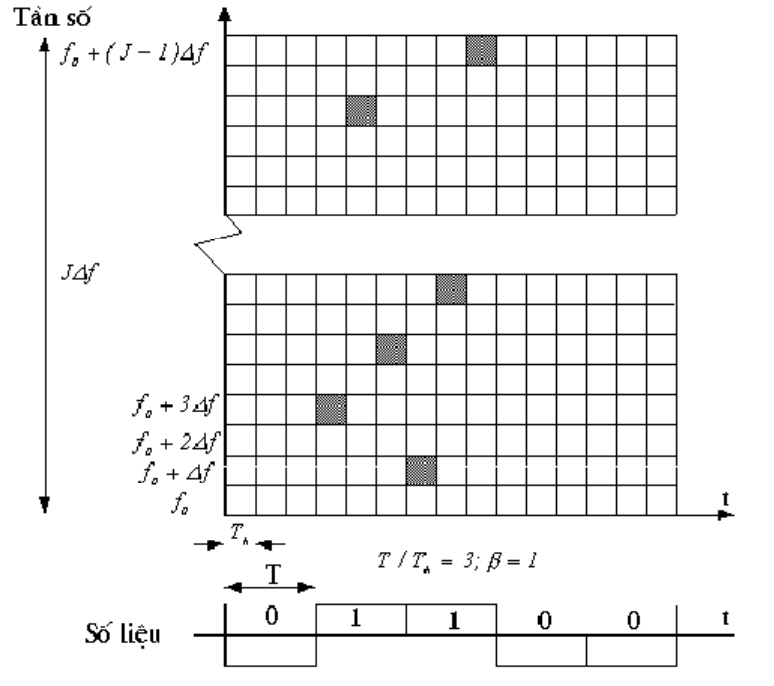 Tần số
f₀ + ( J − 1)Δf
JΔf
f₀ + 3Δf
f₀ + 2Δf
f₀ + Δf
f₀
t
Tₕ
T / Tₕ = 3; β = 1
T
Số liệu
0 1 1 0 0 t